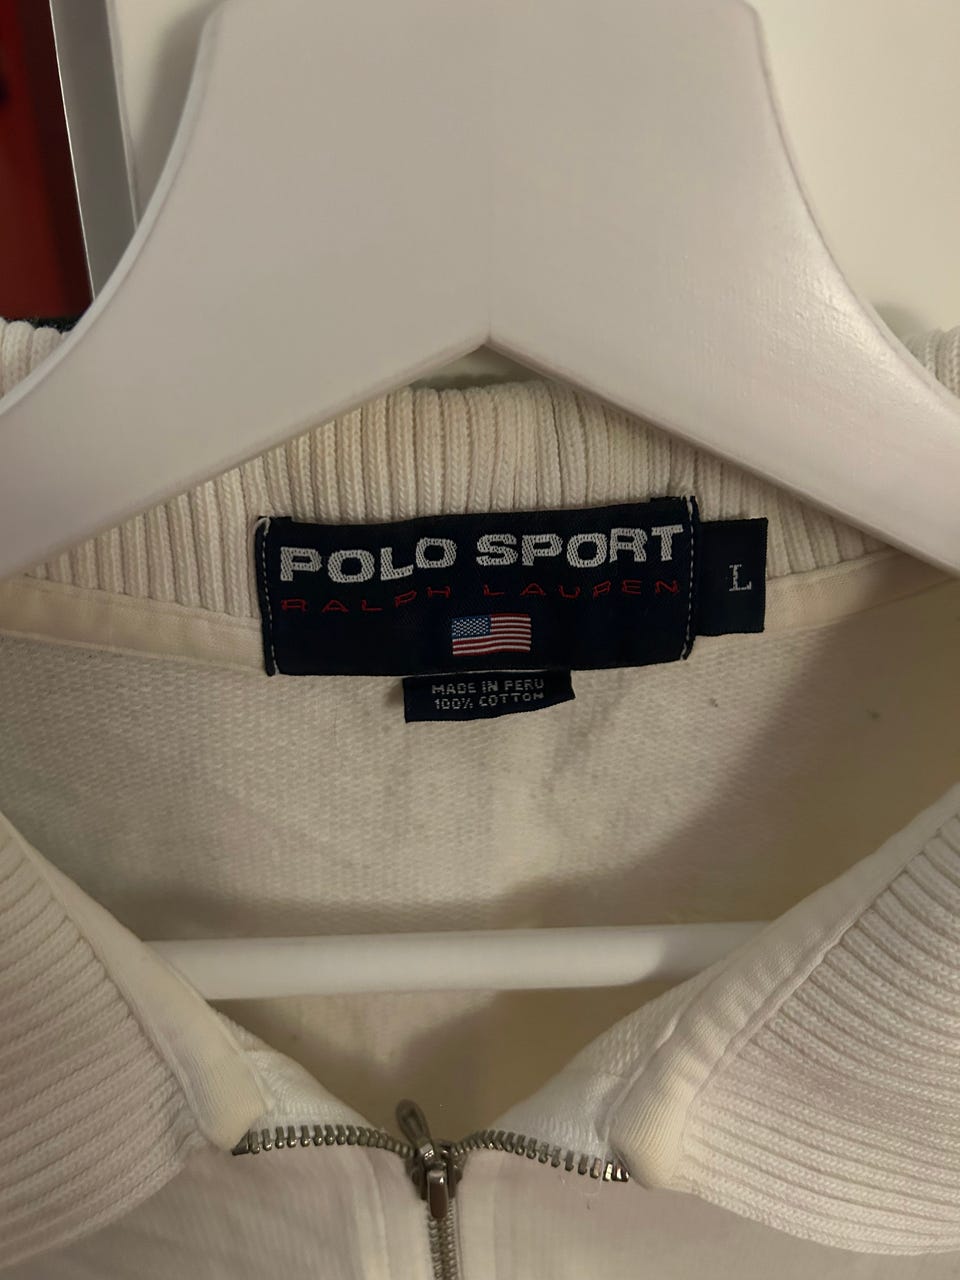 POLO SPORT
RALPH LAUREN
L
MADE IN PERU
100% COTTON